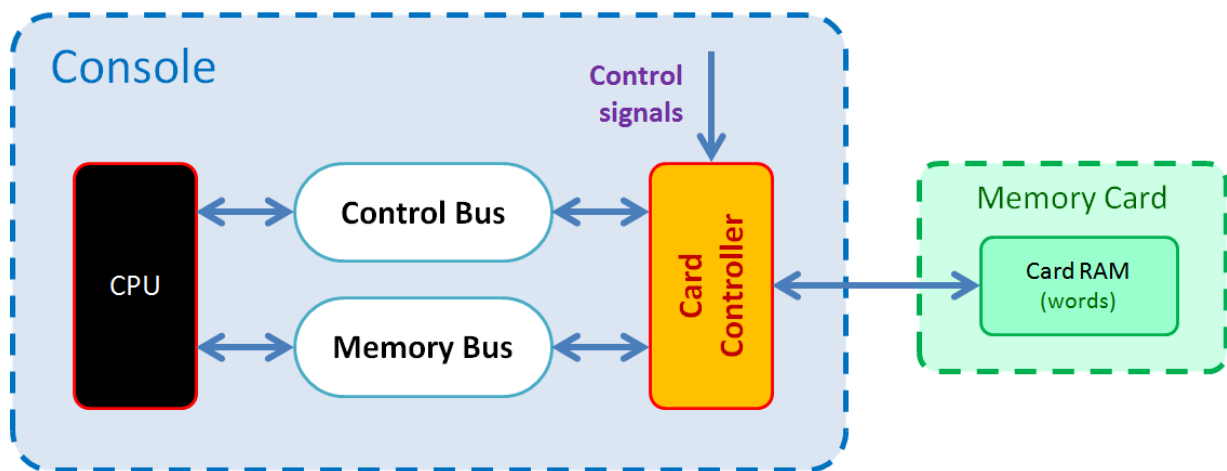 Console
Control
signals
CPU
Control Bus
Memory Bus
Card
Controller
Memory Card
Card RAM
(words)